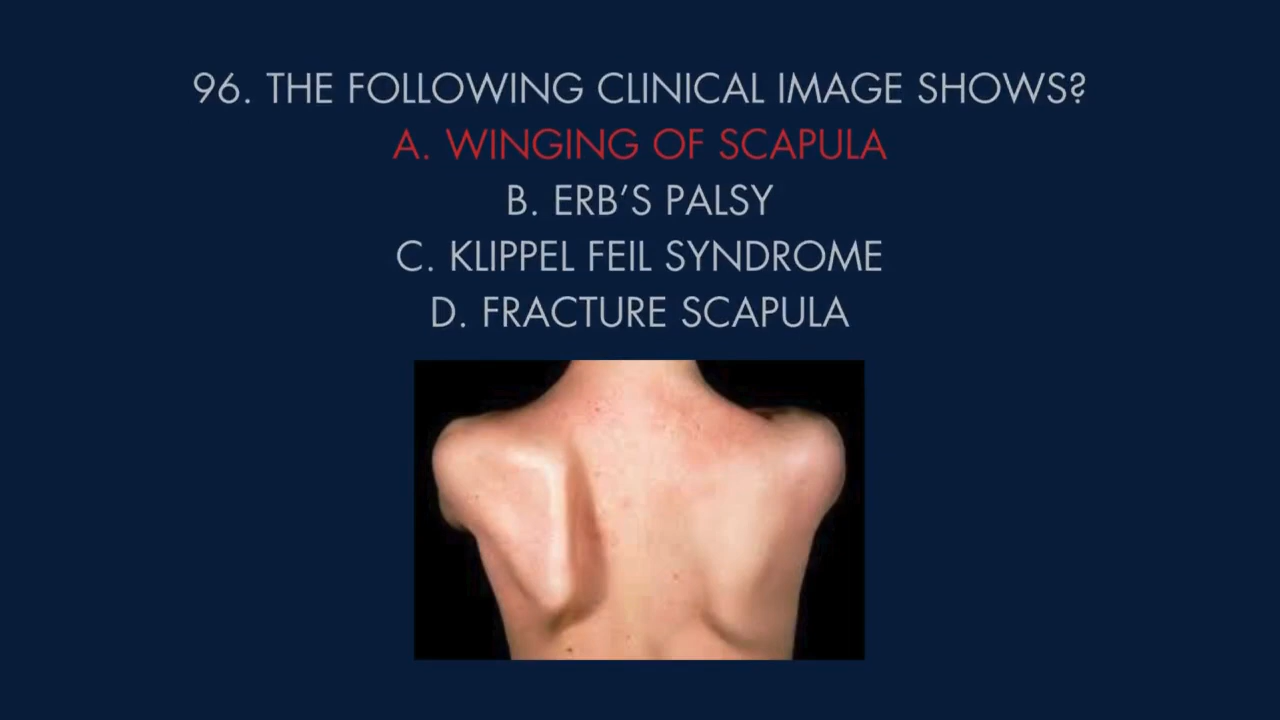 96. THE FOLLOWING CLINICAL IMAGE SHOWS?
A. WINGING OF SCAPULA
B. ERB’S PALSY
C. KLIPPEL FEIL SYNDROME
D. FRACTURE SCAPULA